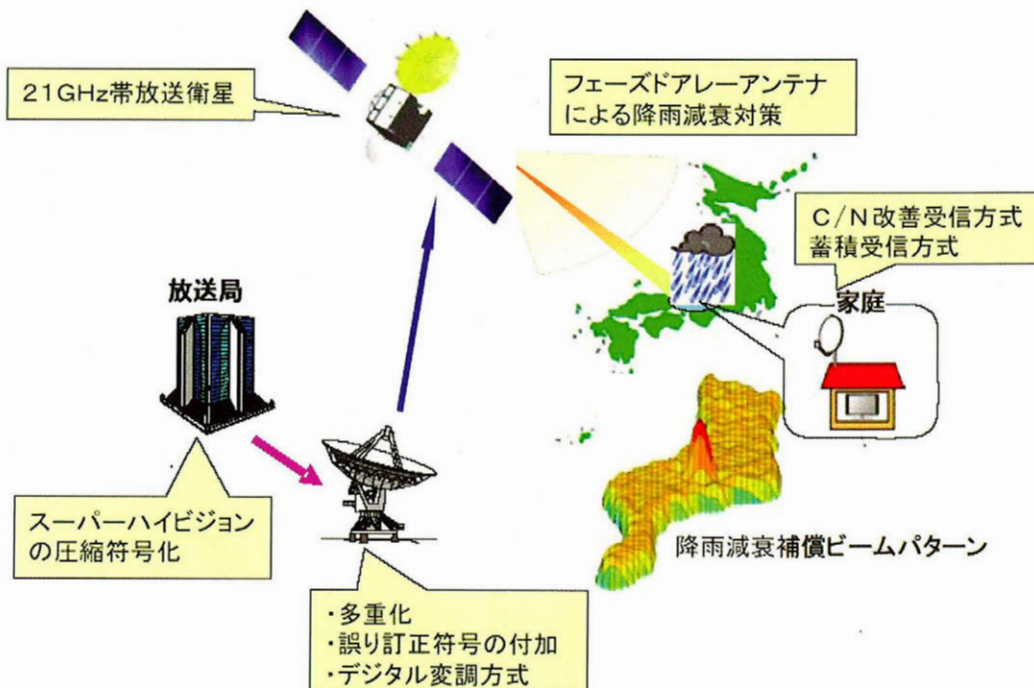 21GHz帯放送衛星
フェーズドアレーアンテナ
による降雨減衰対策
C/N改善受信方式
蓄積受信方式
放送局
家庭
スーパーハイビジョン
の圧縮符号化
降雨減衰補償ビームパターン
・多重化
・誤り訂正符号の付加
・デジタル変調方式